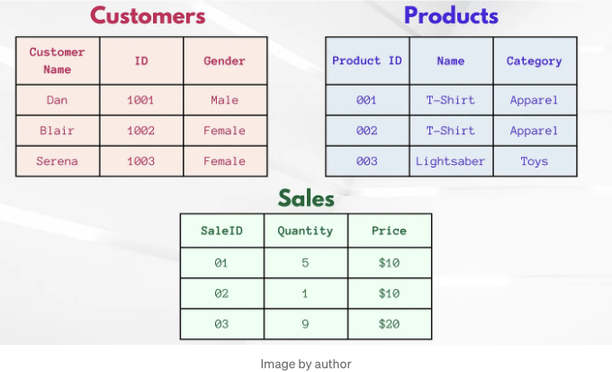 Customers
Customer Name ID Gender
Dan 1001 Male
Blair 1002 Female
Serena 1003 Female
Products
Product ID Name Category
001 T-Shirt Apparel
002 T-Shirt Apparel
003 Lightsaber Toys
Sales
SaleID Quantity Price
01 5 $10
02 1 $10
03 9 $20
Image by author